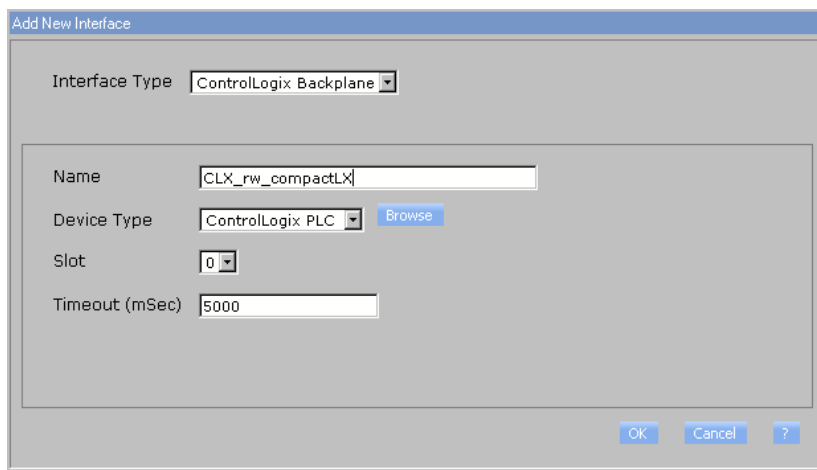 Add New Interface
Interface Type ControlLogix Backplane
Name CLX_rw_compactLX
Device Type ControlLogix PLC Browse
Slot 0
Timeout (mSec) 5000
OK Cancel ?